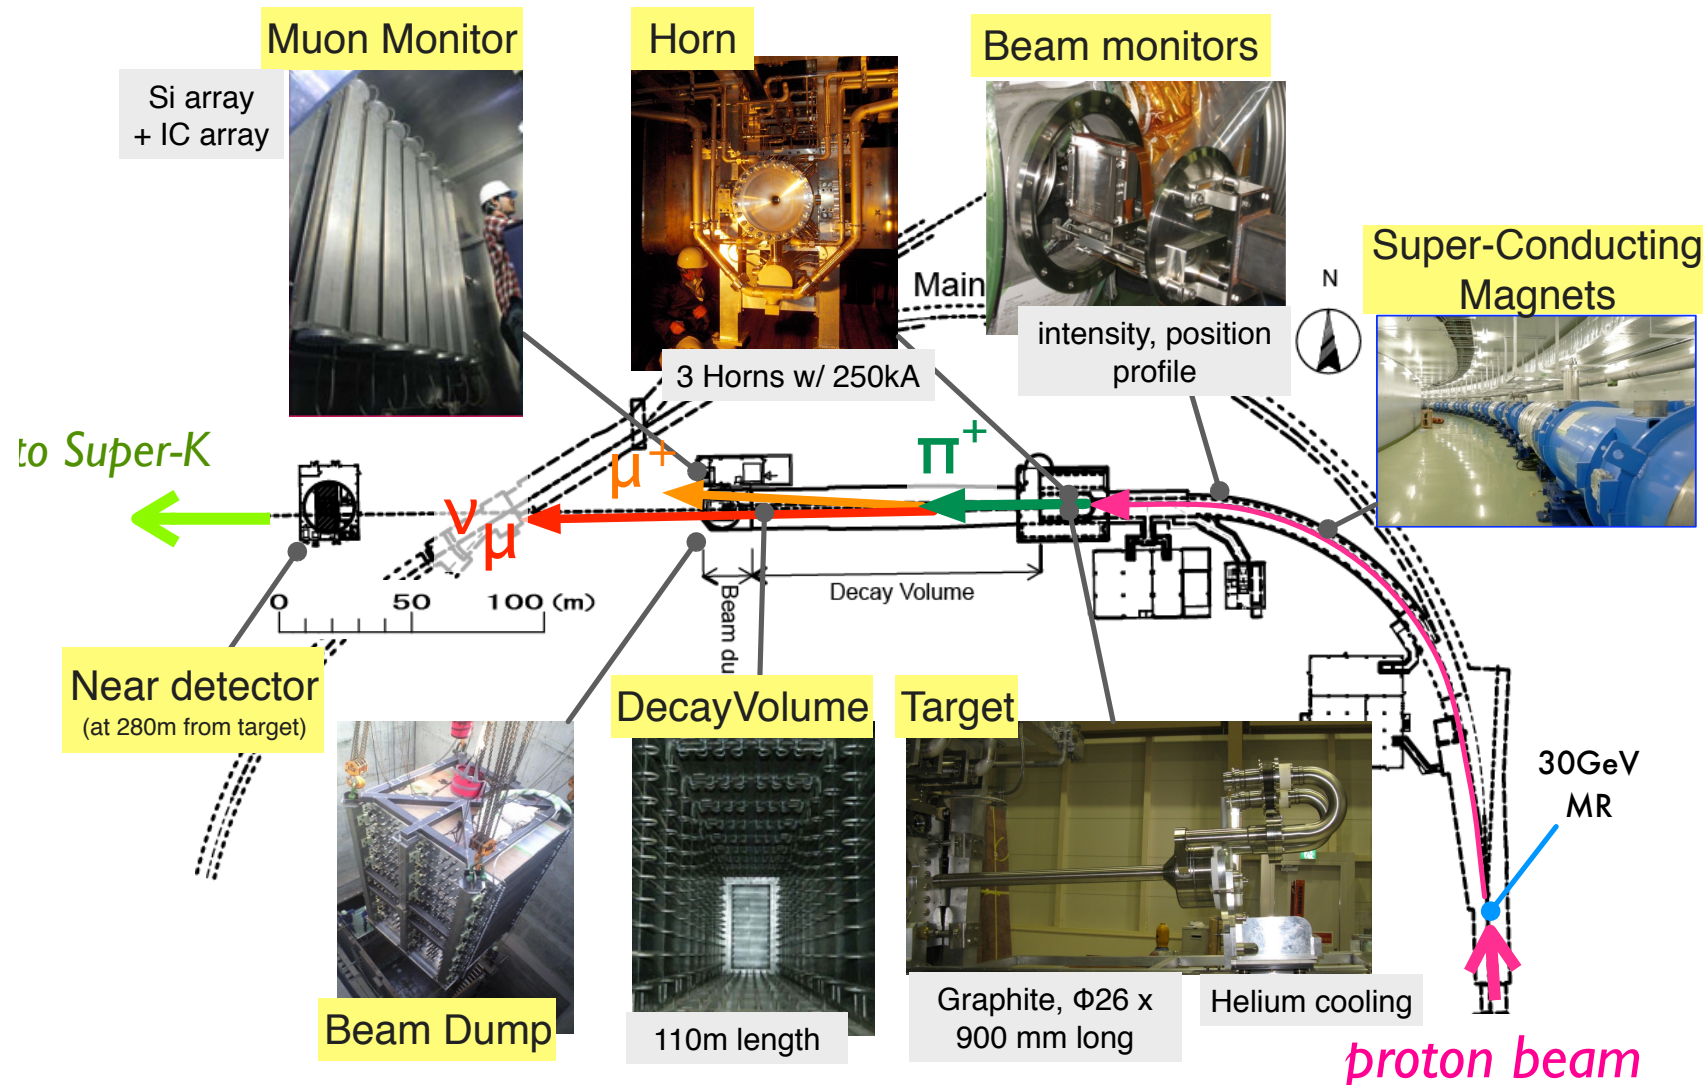 Muon Monitor
Si array
+ IC array
Horn
3 Horns w/ 250kA
Beam monitors
intensity, position
profile
Super-Conducting
Magnets
N
Main
to Super-K
μ+
π+
νμ
0 50 100 (m)
Decay Volume
Beam du
Near detector
(at 280m from target)
Beam Dump
DecayVolume
110m length
Target
Graphite, Φ26 x
900 mm long
Helium cooling
30GeV
MR
proton beam